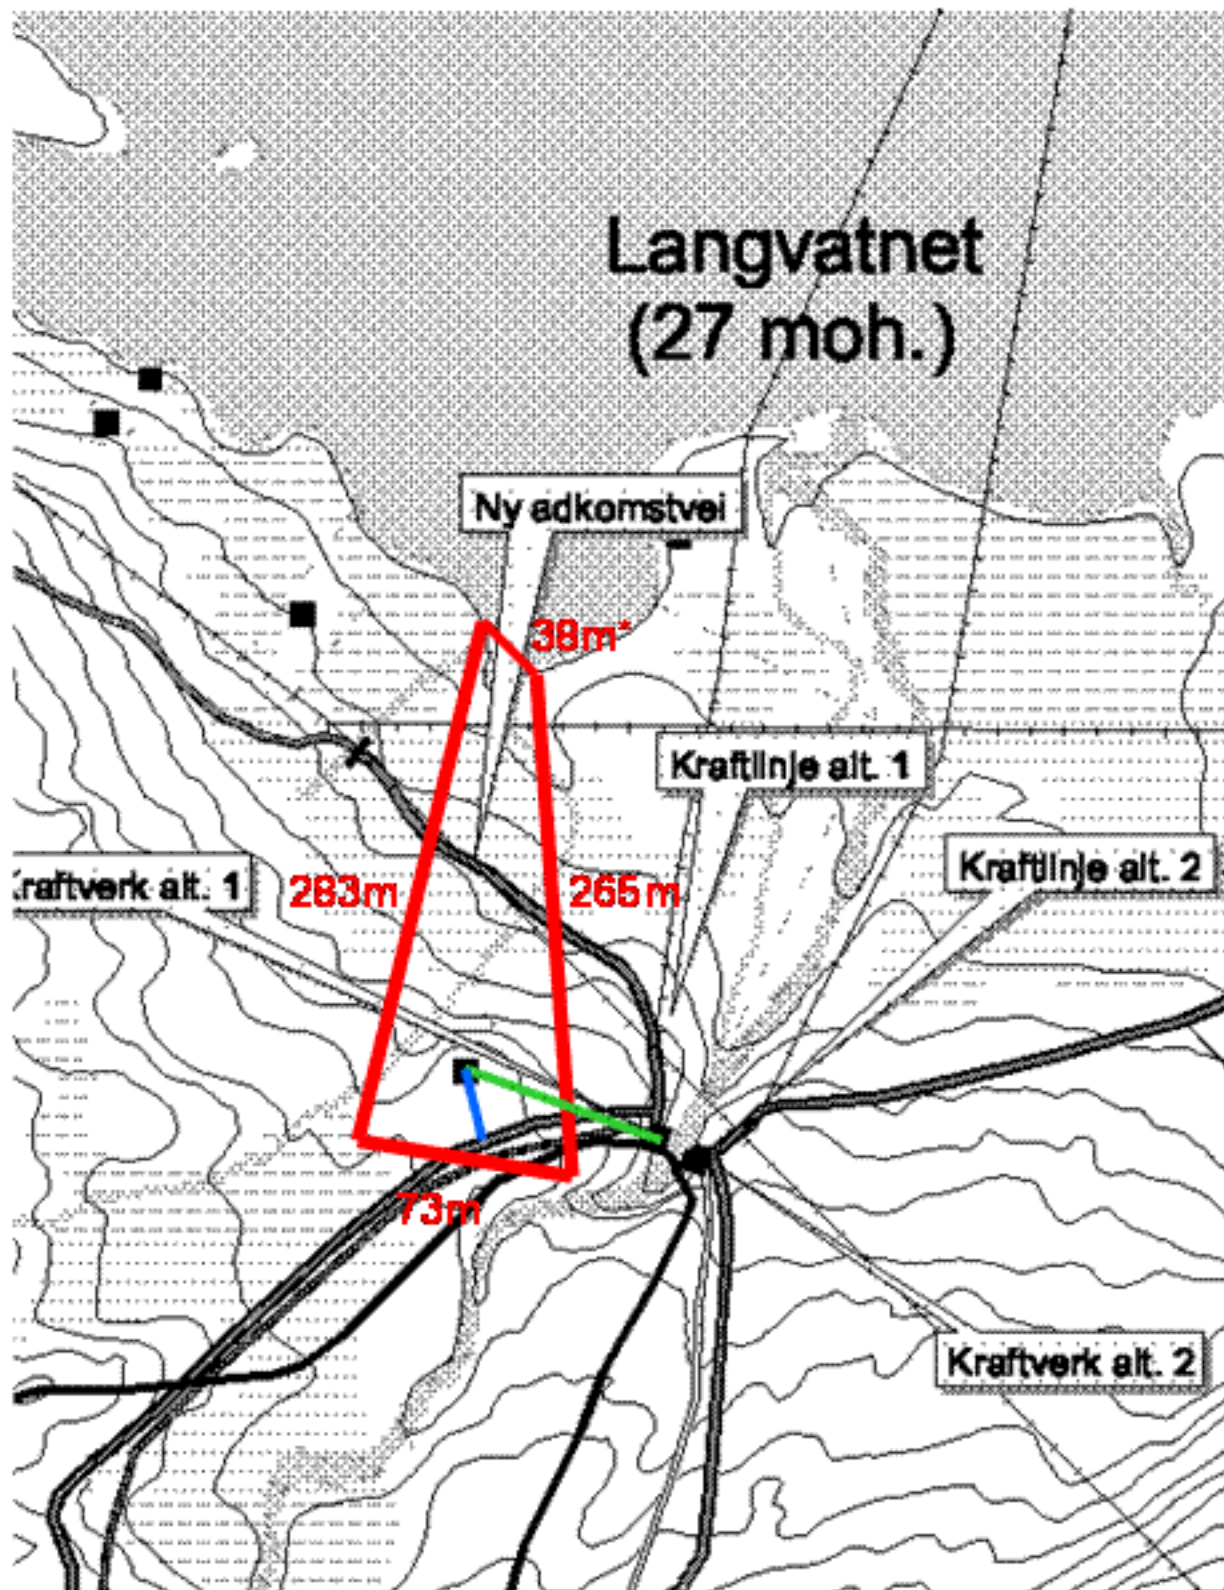 Langvatnet
(27 moh.)
Ny adkomstvei
38m*
Kraftlinje alt. 1
Kraftlinje alt. 2
raftverk alt. 1
283m
265m
73m
Kraftverk alt. 2